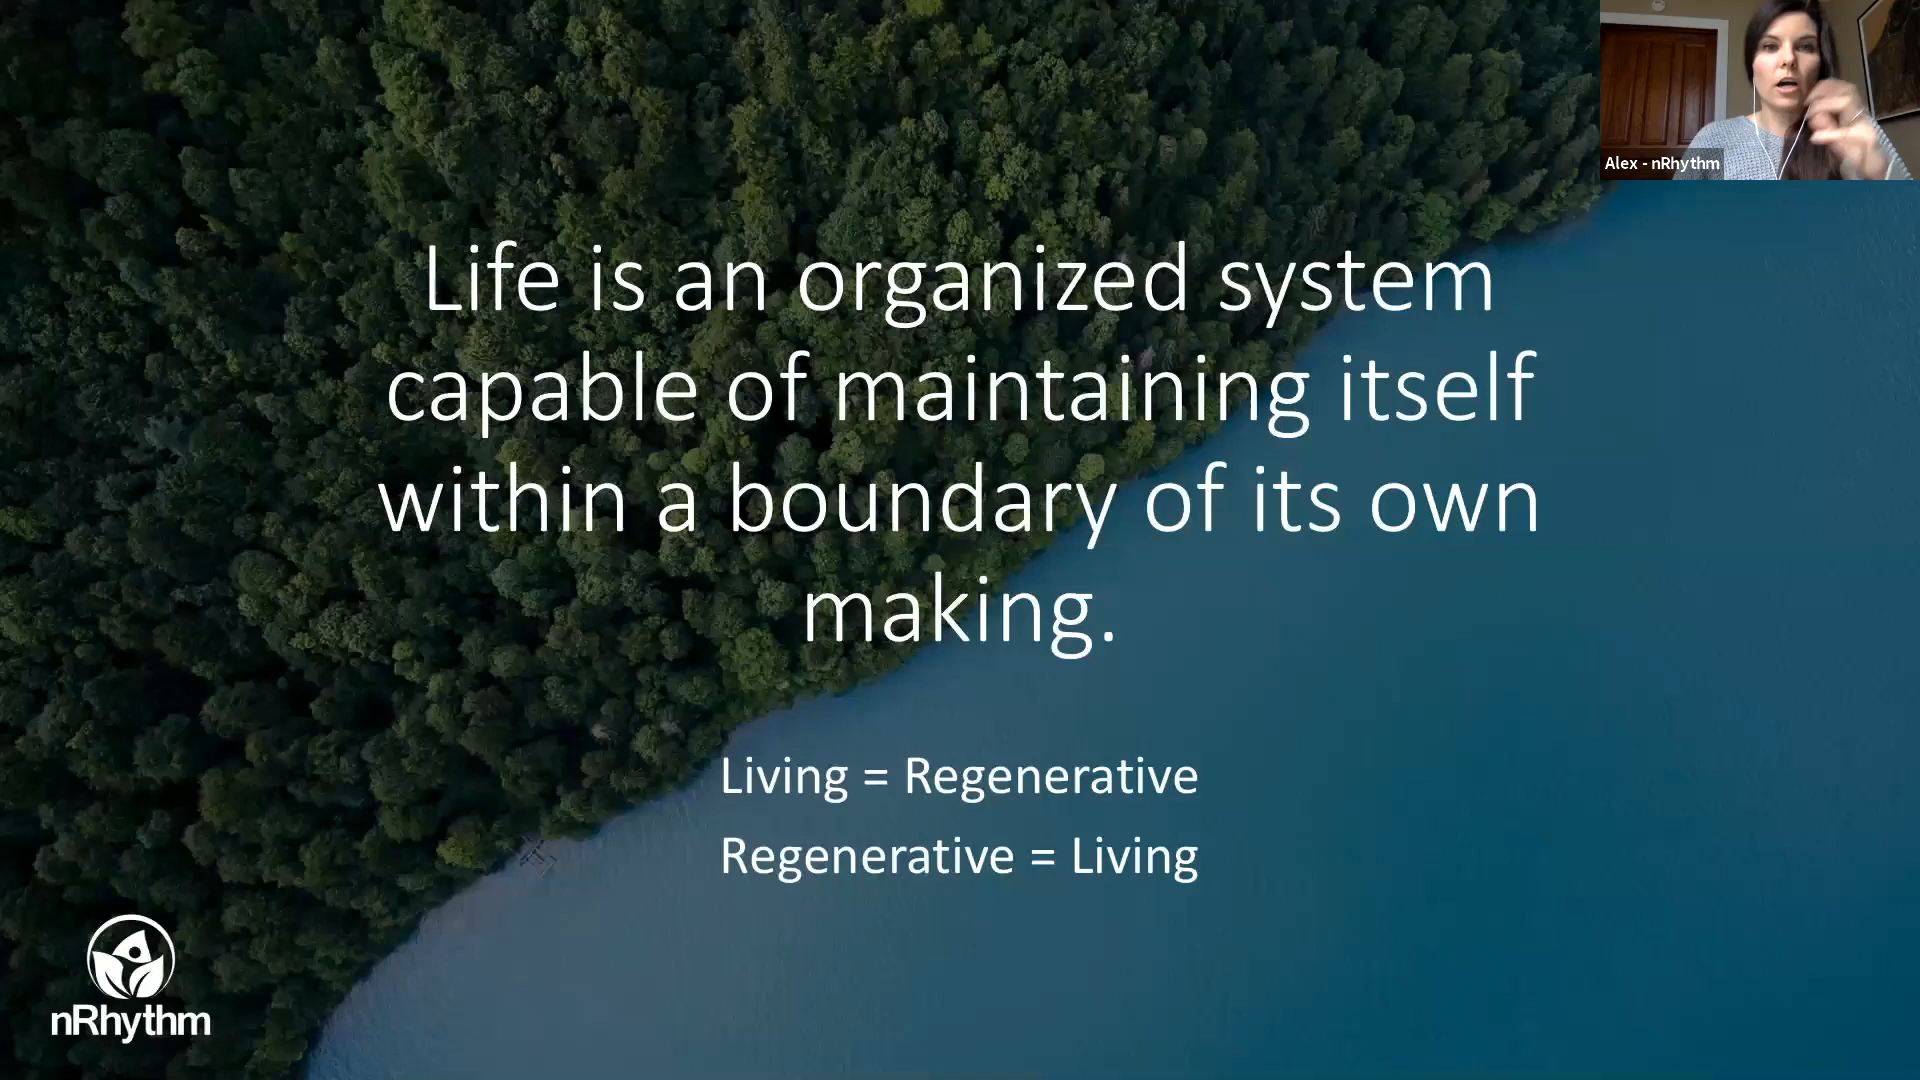 Alex - nRhythm
Life is an organized system
capable of maintaining itself
within a boundary of its own
making.
Living = Regenerative
Regenerative = Living
nRhythm